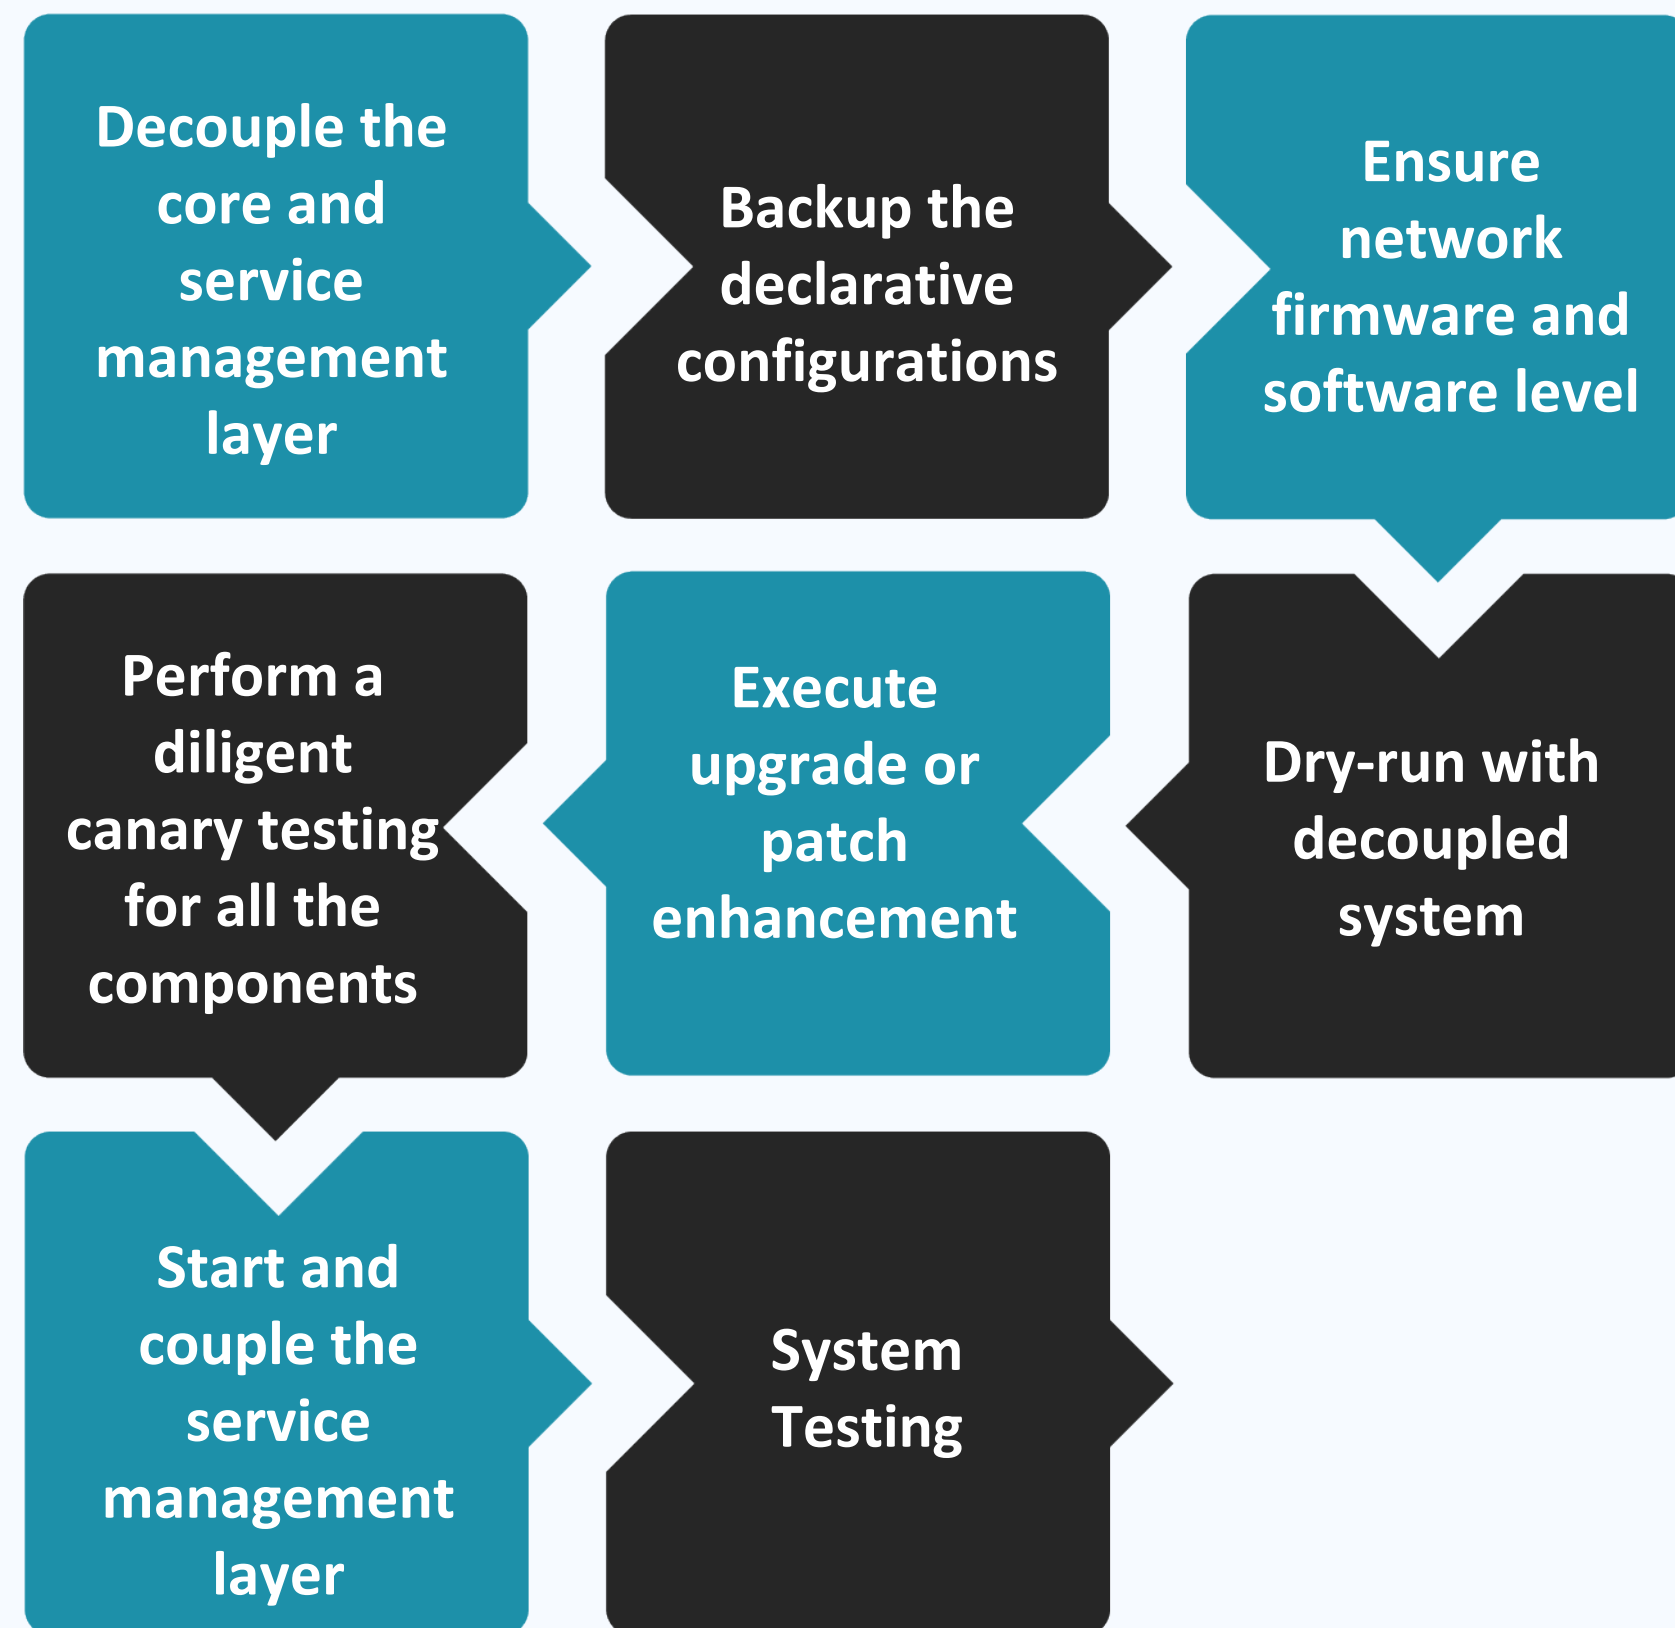 Decouple the
core and
service
management
layer
Backup the
declarative
configurations
Ensure
network
firmware and
software level
Dry-run with
decoupled
system
Execute
upgrade or
patch
enhancement
Perform a
diligent
canary testing
for all the
components
Start and
couple the
service
management
layer
System
Testing